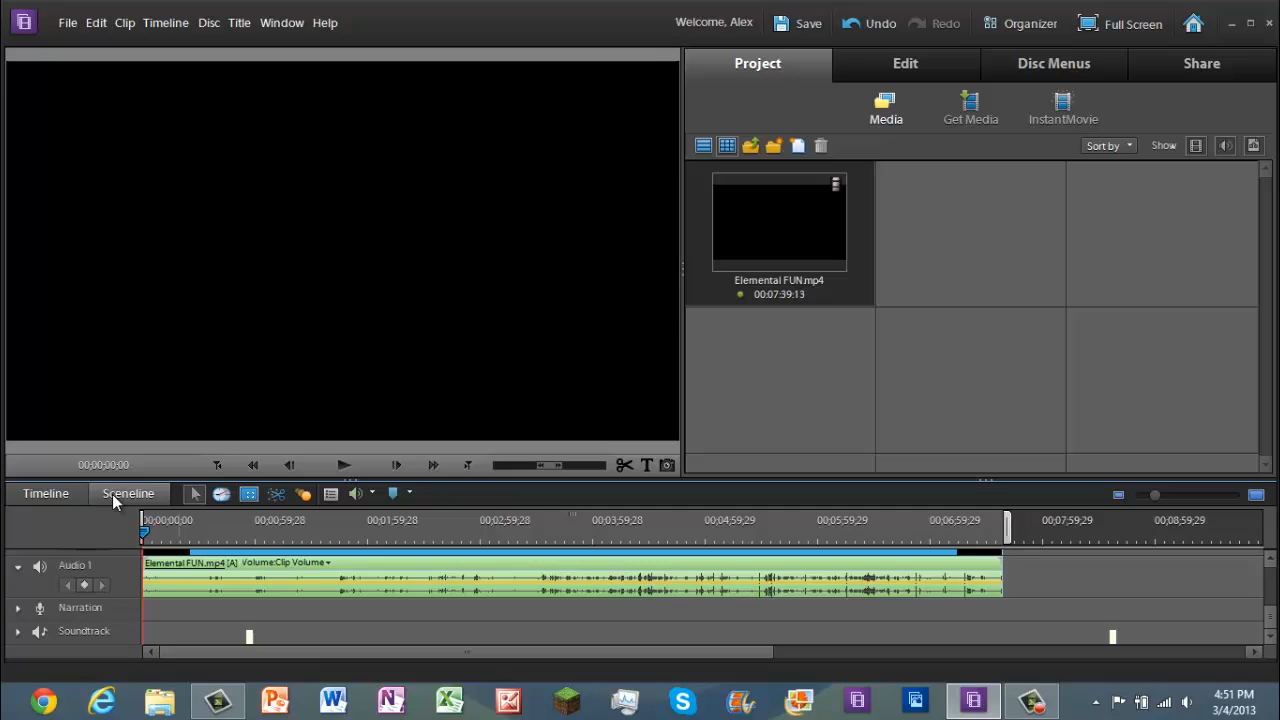 File Edit Clip Timeline Disc Title Window Help
Welcome, Alex
Save
Undo
Redo
Organizer
Full Screen
Project
Edit
Disc Menus
Share
Media
Get Media
InstantMovie
Sort by
Show
Elemental FUN.mp4
00:07:39:13
00;00;00;00
T
Timeline
Sceneline
00;00;00;00 00;00;59;28 00;01;59;28 00;02;59;28 00;03;59;28 00;04;59;28 00;05;59;28 00;06;59;29 00;07;59;29 00;08;59;29
Elemental FUN.mp4 [A] Volume:Clip Volume
Audio 1
Narration
Soundtrack
4:51 PM
3/4/2013